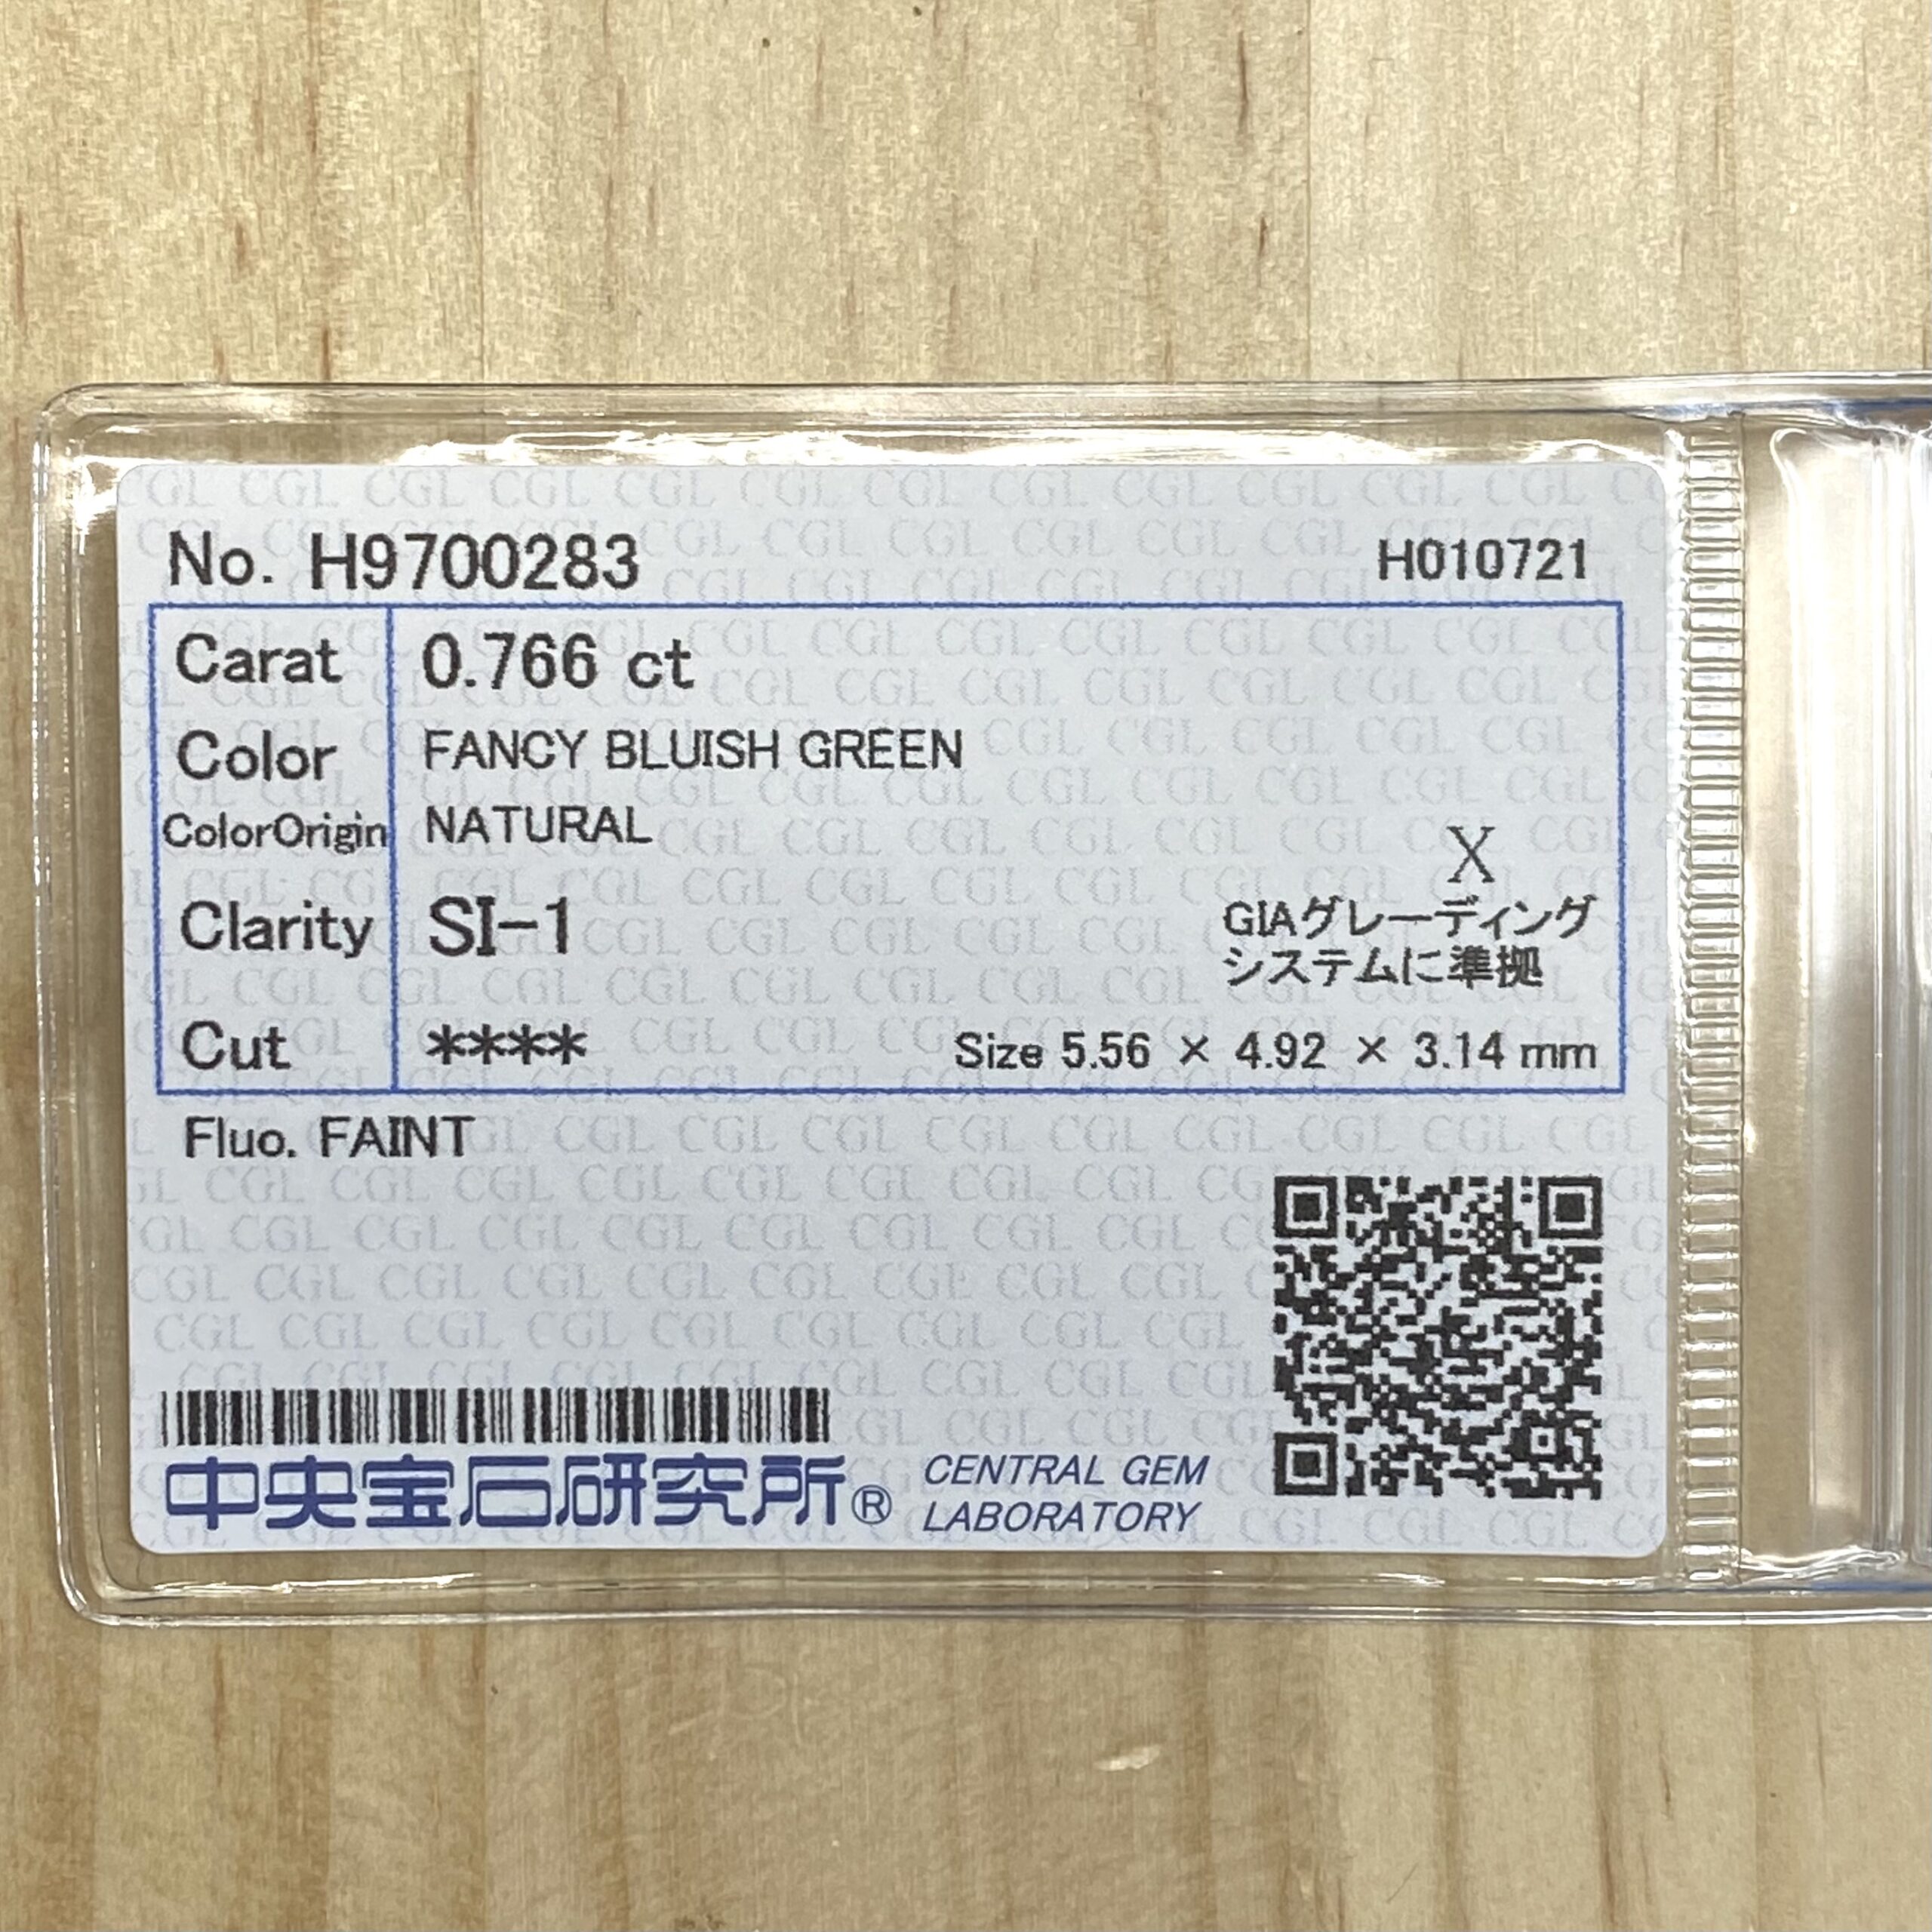 No. H9700283
H010721
Carat 0.766 ct
Color FANCY BLUISH GREEN
ColorOrigin NATURAL
X
Clarity SI-1
GIAグレーディング
システムに準拠
Cut ****
Size 5.56 × 4.92 × 3.14 mm
Fluo. FAINT
中央宝石研究所®
CENTRAL GEM
LABORATORY